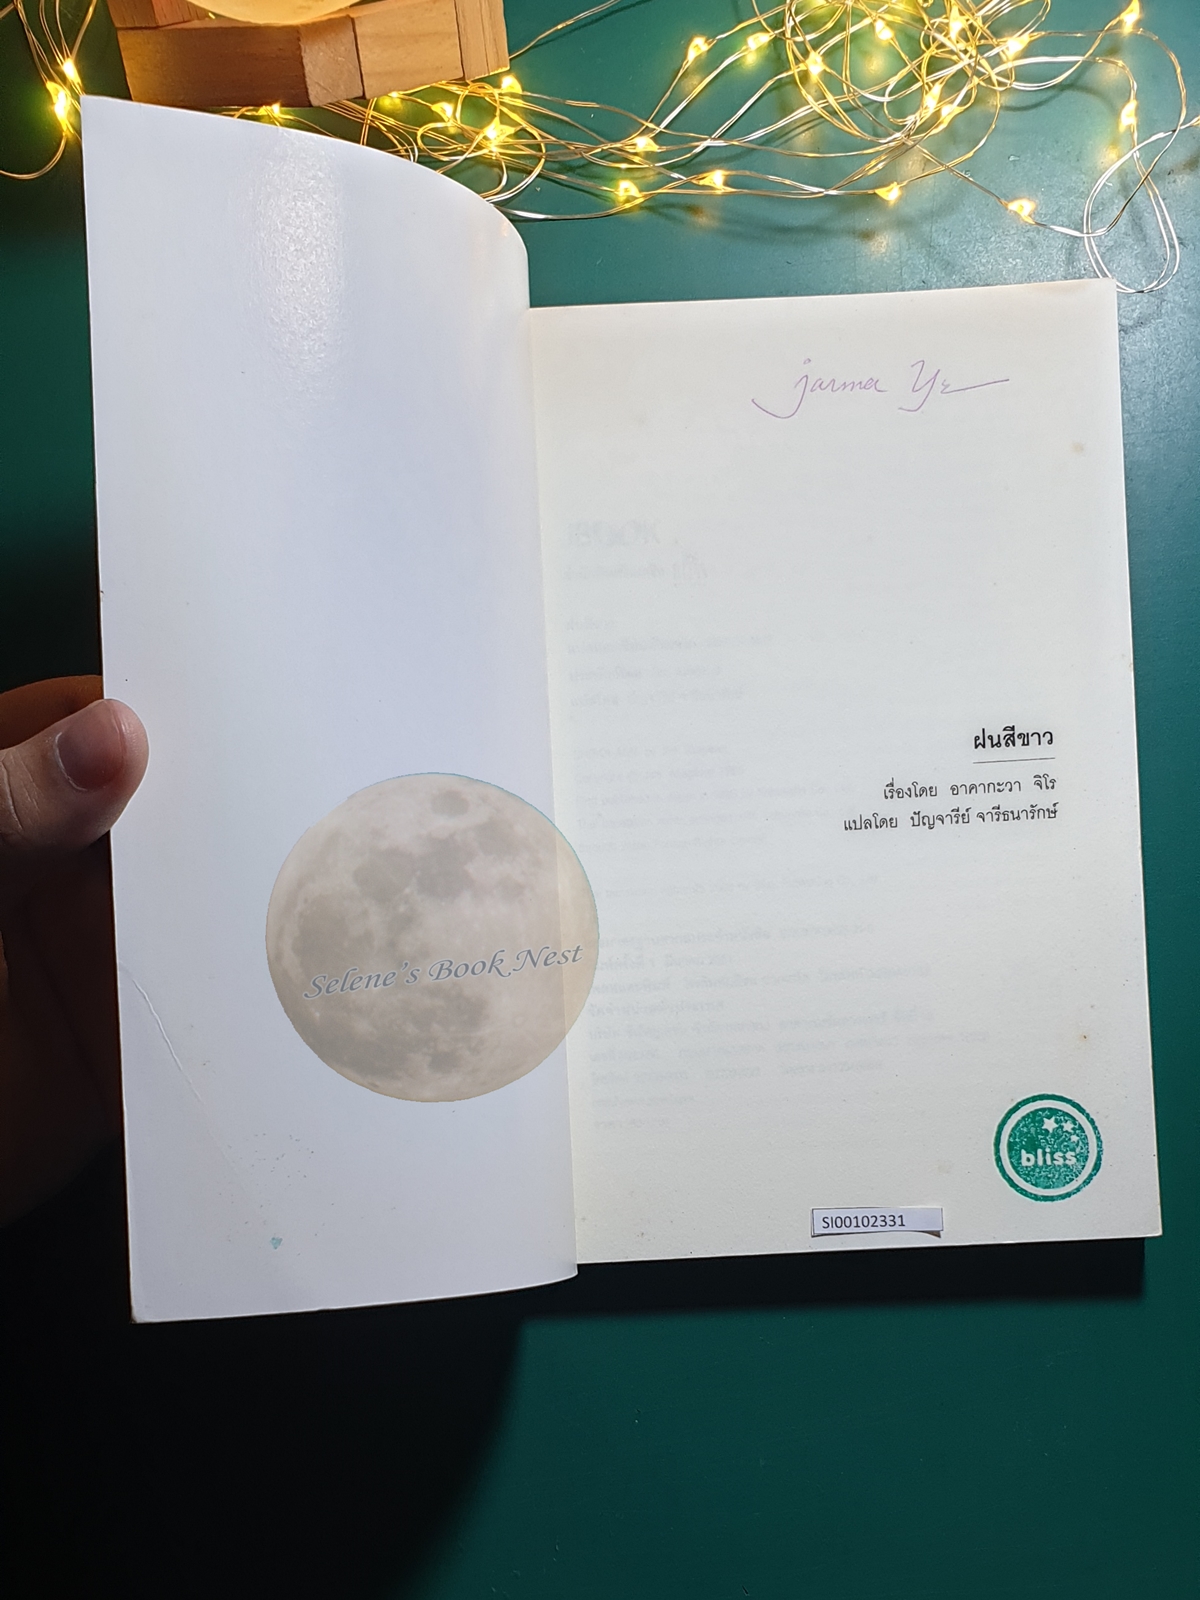 jarma Ye
ฝนสีขาว
เรื่องโดย อาคากะวา จิโร
แปลโดย ปัญจารีย์ จารีธนารักษ์
Selene's Book Nest
bliss
SI00102331